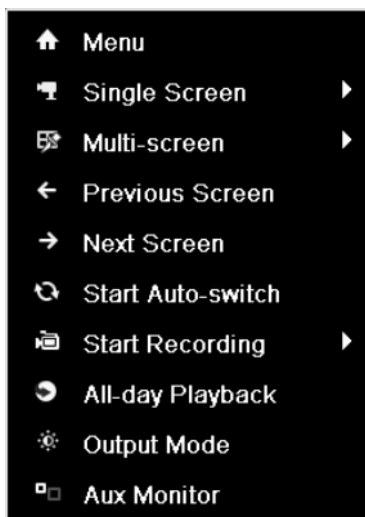 Menu
Single Screen
Multi-screen
Previous Screen
Next Screen
Start Auto-switch
Start Recording
All-day Playback
Output Mode
Aux Monitor